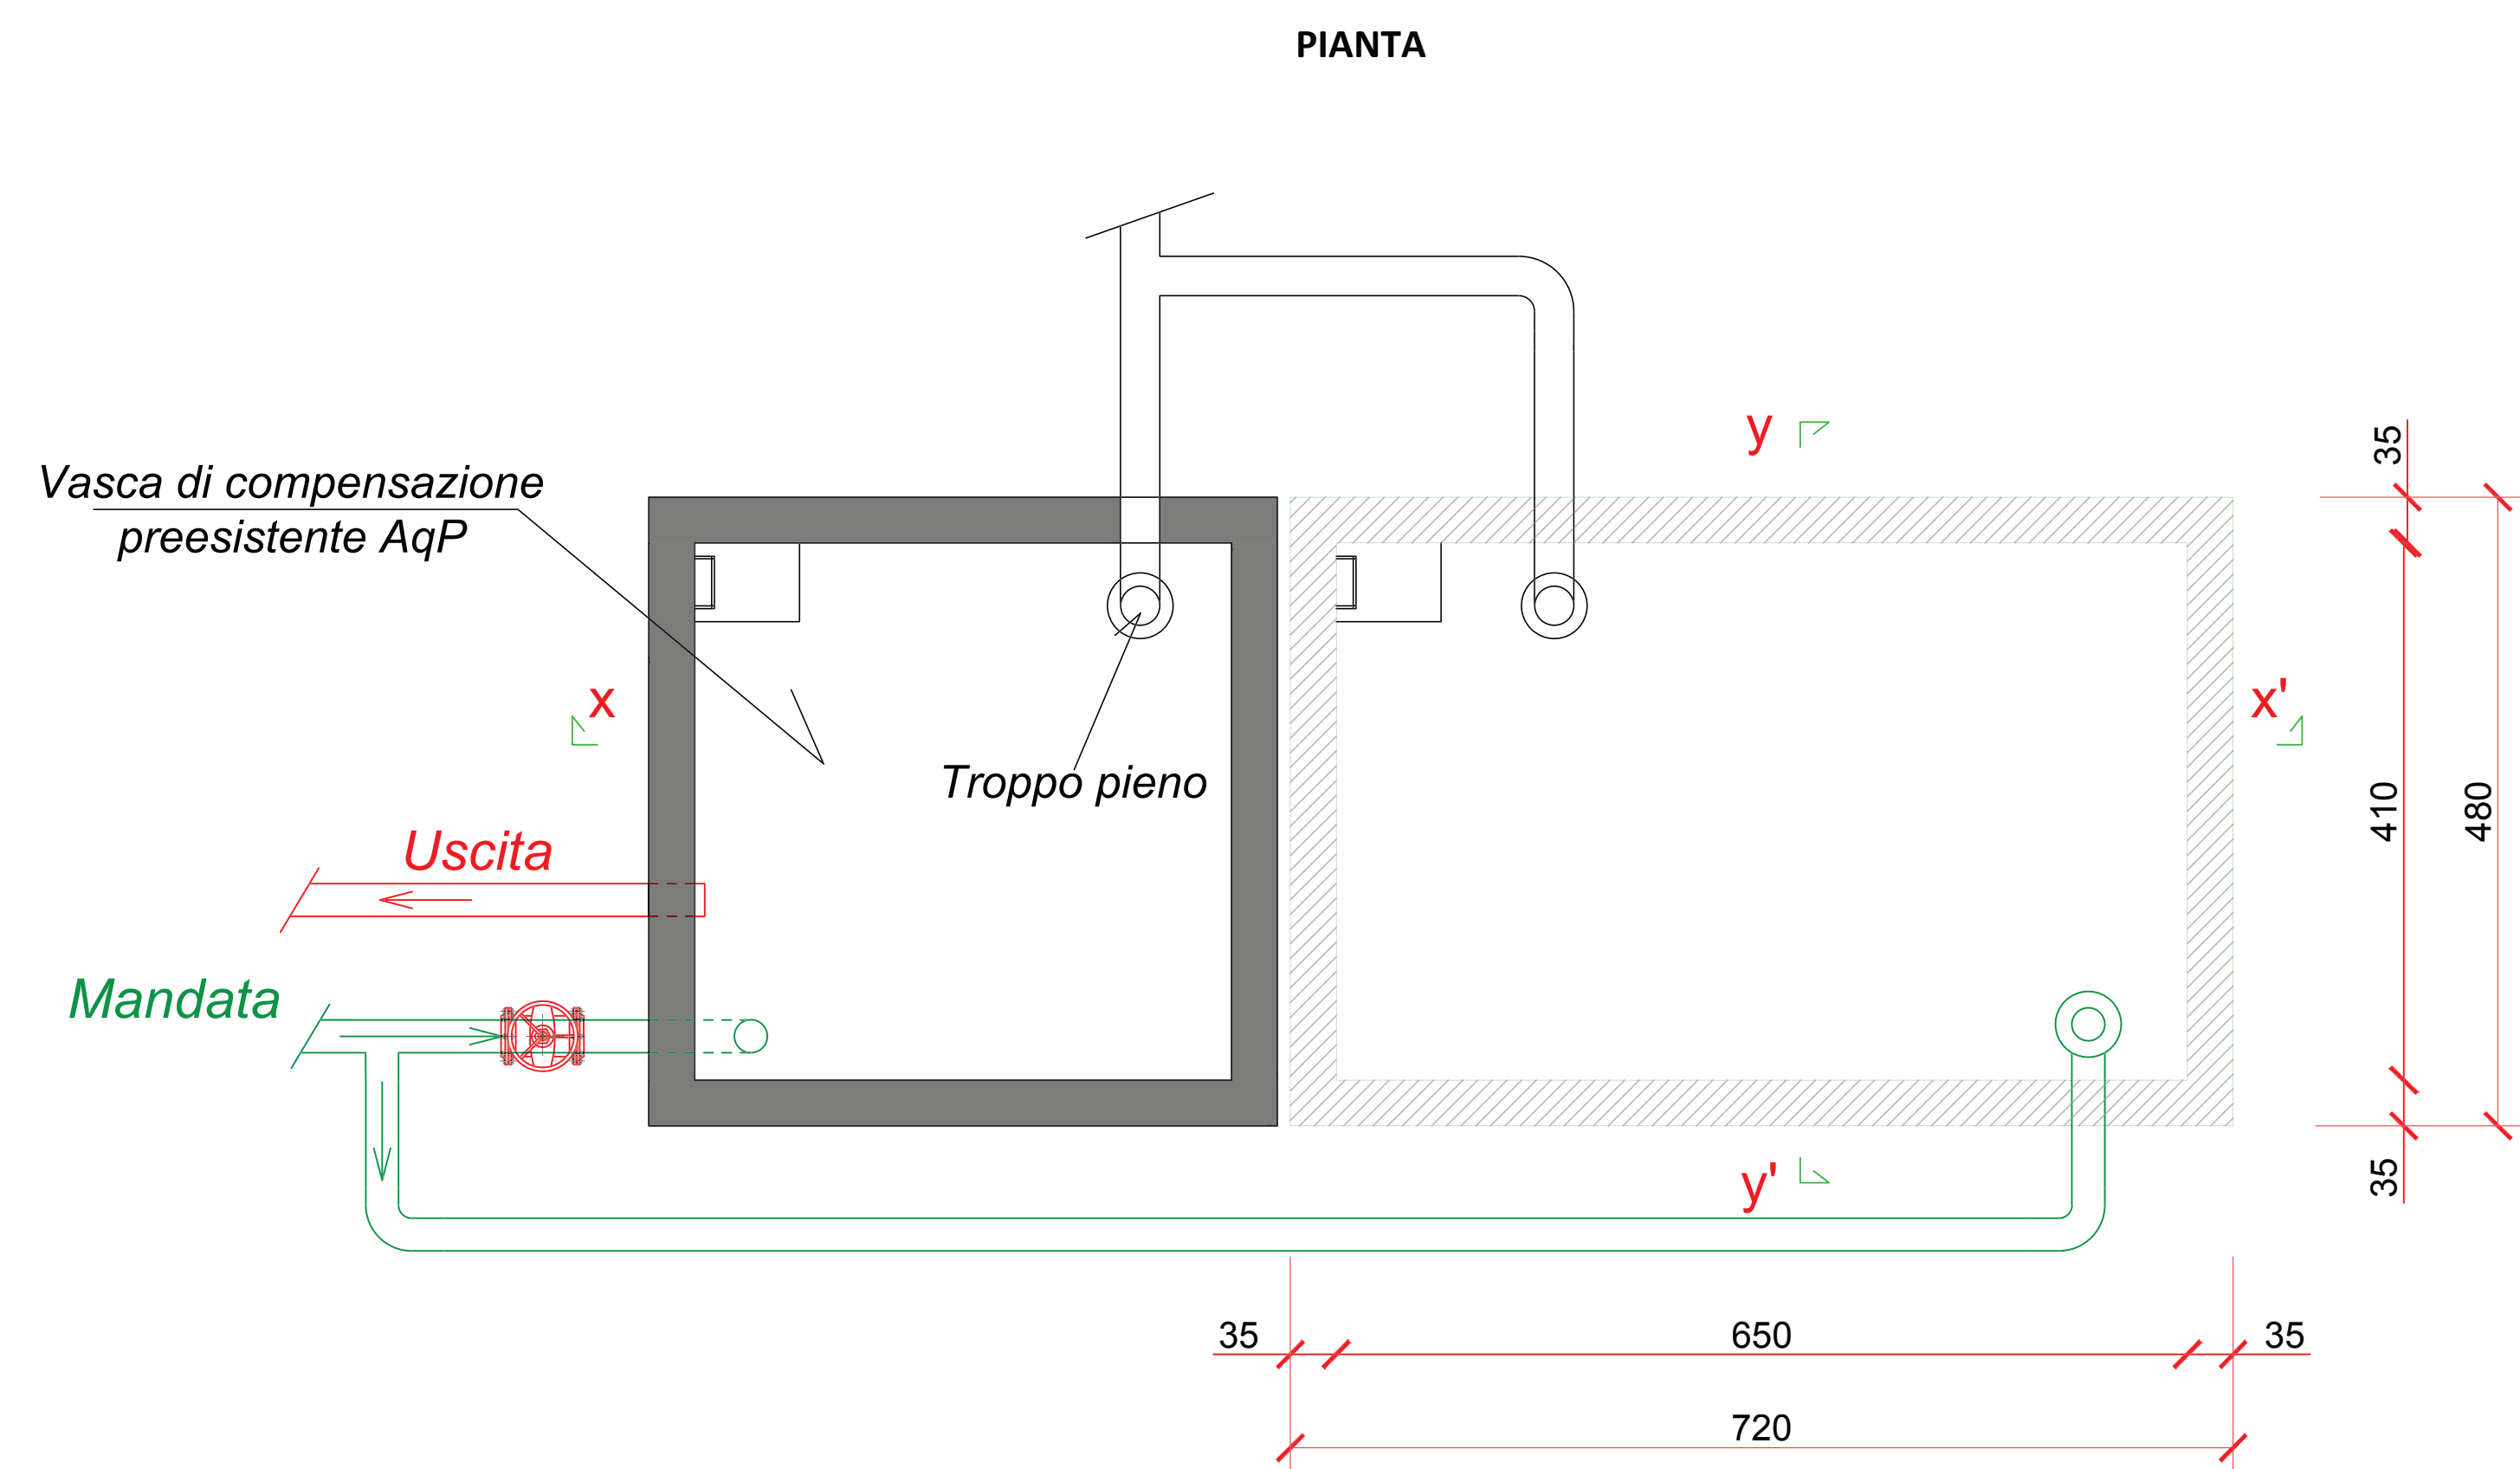 PIANTA
y
35
Vasca di compensazione
preesistente AqP
x
x'
Troppo pieno
410
480
Uscita
Mandata
y'
35
35
650
35
720